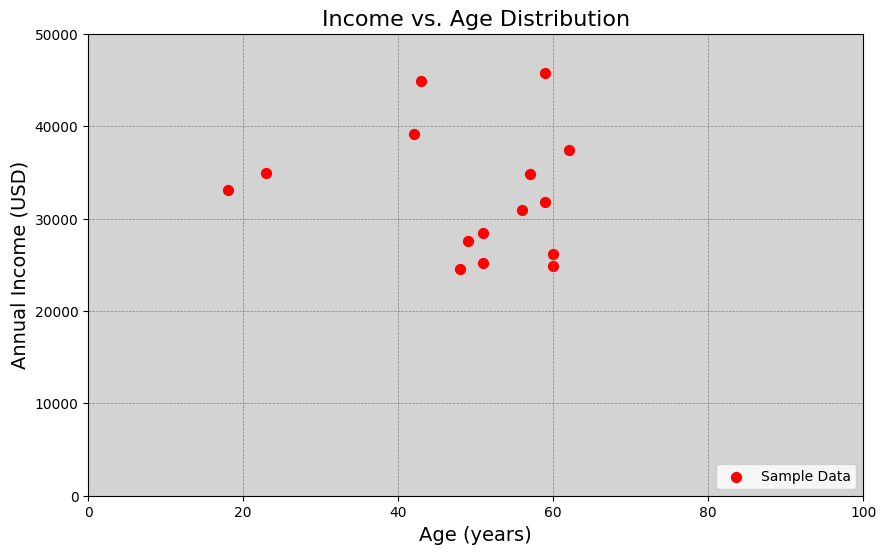 Income vs. Age Distribution
50000
40000
30000
20000
10000
0
Annual Income (USD)
Sample Data
0 20 40 60 80 100
Age (years)